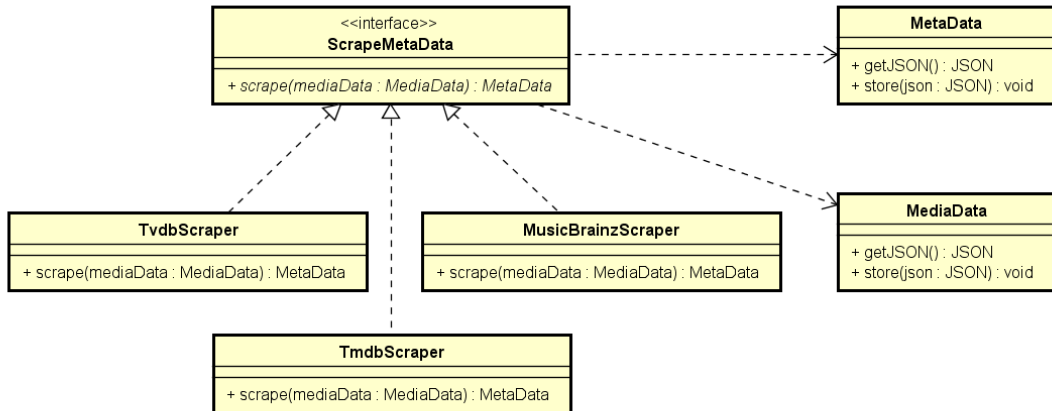 <<interface>>
ScrapeMetaData
+ scrape(mediaData : MediaData) : MetaData
MetaData
+ getJSON() : JSON
+ store(json : JSON) : void
TvdbScraper
+ scrape(mediaData : MediaData) : MetaData
MusicBrainzScraper
+ scrape(mediaData : MediaData) : MetaData
MediaData
+ getJSON() : JSON
+ store(json : JSON) : void
TmdbScraper
+ scrape(mediaData : MediaData) : MetaData